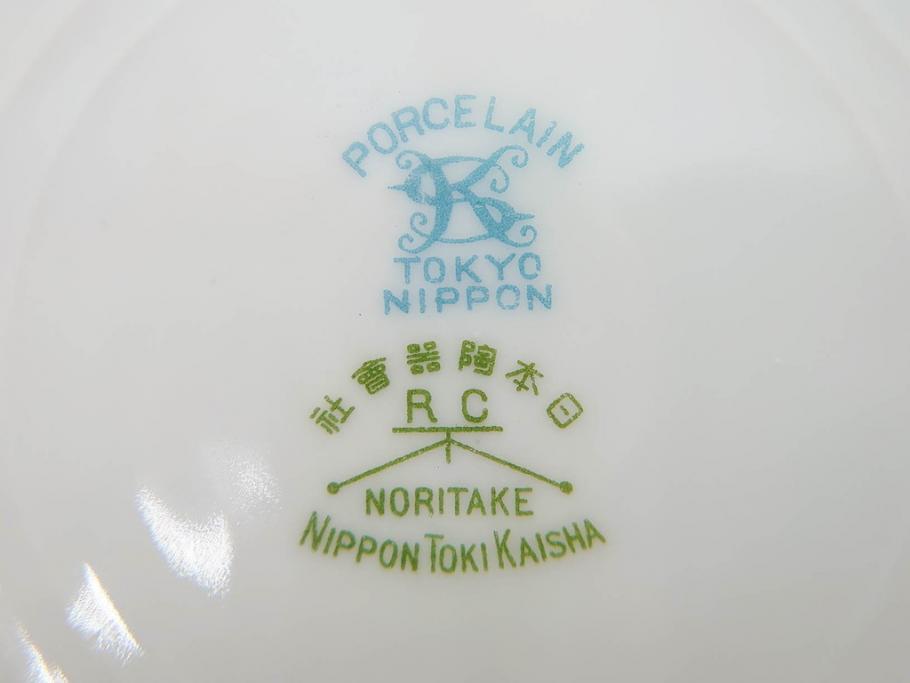 PORCELAIN
K
TOKYO
NIPPON
社會器陶本日
R C
NORITAKE
NIPPON TOKI KAISHA